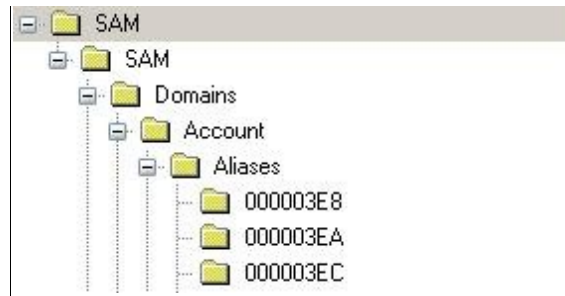 SAM
SAM
Domains
Account
Aliases
000003E8
000003EA
000003EC